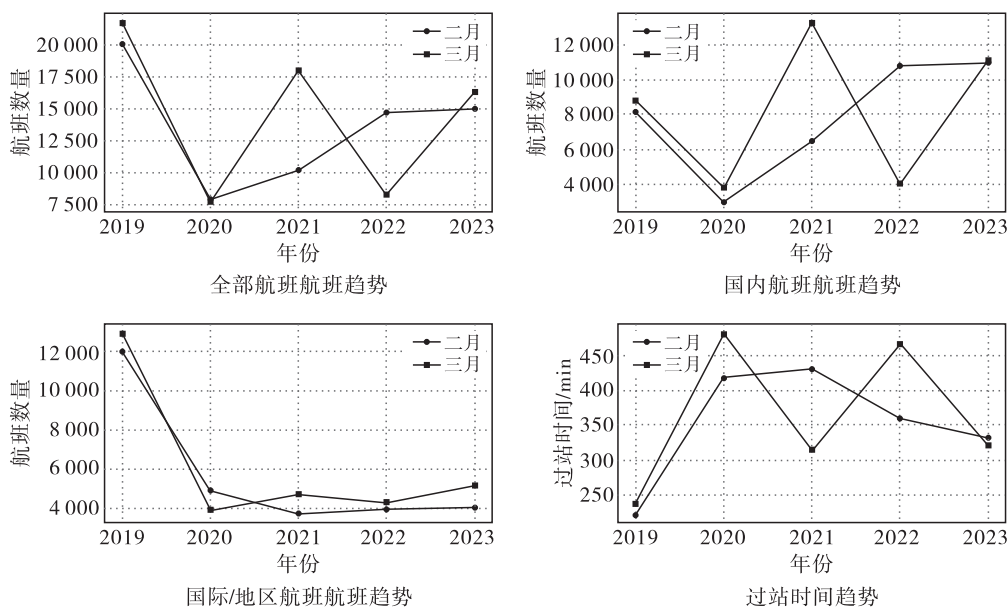 二月
三月
20 000
17 500
15 000
12 500
10 000
7 500
航班数量
2019 2020 2021 2022 2023
年份
全部航班航班趋势
二月
三月
12 000
10 000
8 000
6 000
4 000
航班数量
2019 2020 2021 2022 2023
年份
国内航班航班趋势
二月
三月
12 000
10 000
8 000
6 000
4 000
航班数量
2019 2020 2021 2022 2023
年份
国际/地区航班航班趋势
二月
三月
450
400
350
300
250
过站时间/min
2019 2020 2021 2022 2023
年份
过站时间趋势